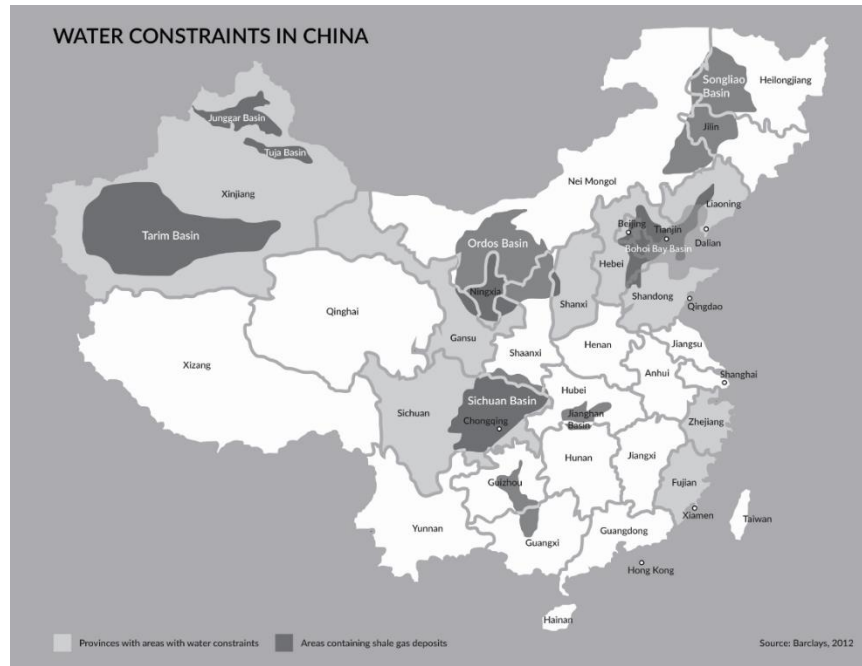 WATER CONSTRAINTS IN CHINA
Songliao
Basin
Heilongjiang
Junggar Basin
Jilin
Tuja Basin
Nei Mongol
Xinjiang
Liaoning
Beijing
Tianjin
Tarim Basin
Ordos Basin
Bohoi Bay Basin
Dalian
Hebei
Ningxia
Shanxi
Shandong
Qingdao
Qinghai
Gansu
Shaanxi
Henan
Jiangsu
Xizang
Anhui
Shanghai
Hubei
Sichuan
Sichuan Basin
Jianghan
Basin
Chongqing
Zhejiang
Hunan
Jiangxi
Guizhou
Fujian
Xiamen
Taiwan
Yunnan
Guangxi
Guangdong
Hong Kong
Hainan
Provinces with areas with water constraints
Areas containing shale gas deposits
Source: Barclays, 2012